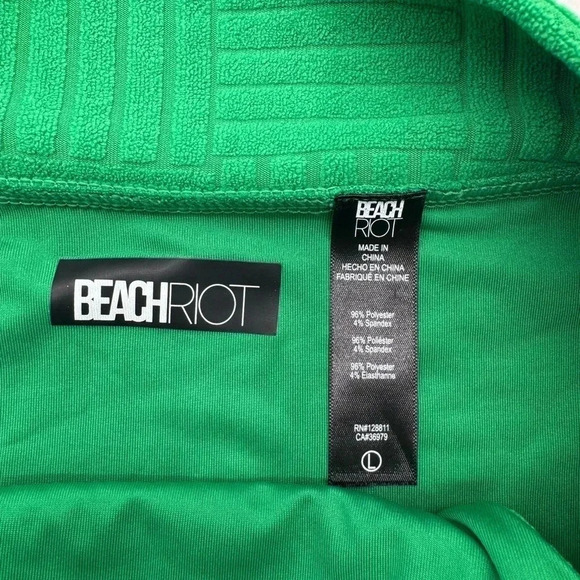 BEACHRIOT
BEACH
RIOT
MADE IN
CHINA
HECHO EN CHINA
FABRIQUÉ EN CHINE
96% Polyester
4% Spandex
96% Poliéster
4% Spandex
96% Polyester
4% Elasthanne
RN#128811
CA#36979
L